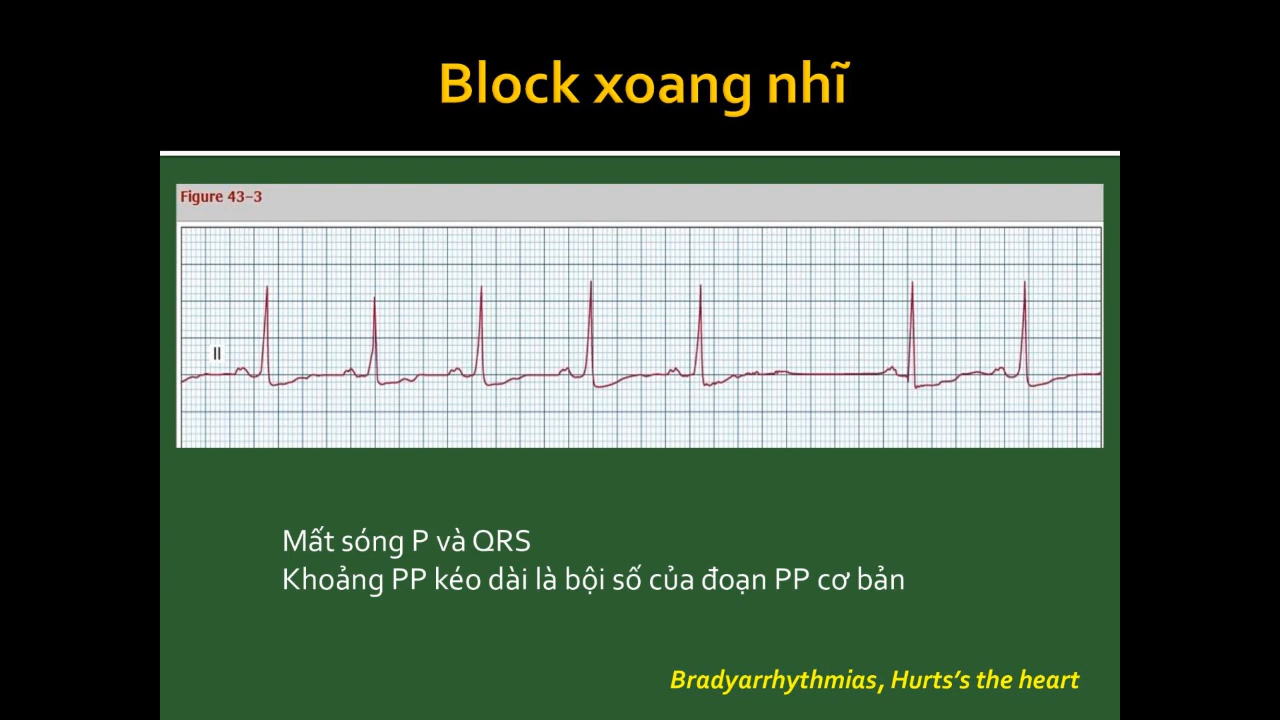 Block xoang nhĩ
Figure 43-3
II
Mất sóng P và QRS
Khoảng PP kéo dài là bội số của đoạn PP cơ bản
Bradyarrhythmias, Hurts's the heart